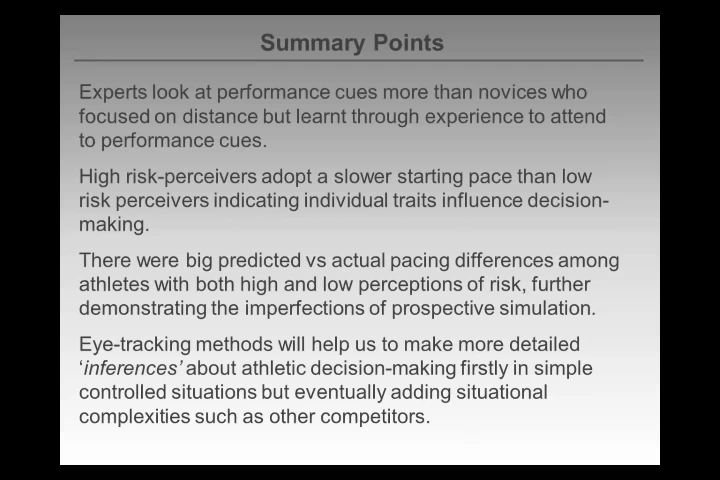 Summary Points
Experts look at performance cues more than novices who
focused on distance but learnt through experience to attend
to performance cues.
High risk-perceivers adopt a slower starting pace than low
risk perceivers indicating individual traits influence decision-
making.
There were big predicted vs actual pacing differences among
athletes with both high and low perceptions of risk, further
demonstrating the imperfections of prospective simulation.
Eye-tracking methods will help us to make more detailed
‘inferences’ about athletic decision-making firstly in simple
controlled situations but eventually adding situational
complexities such as other competitors.